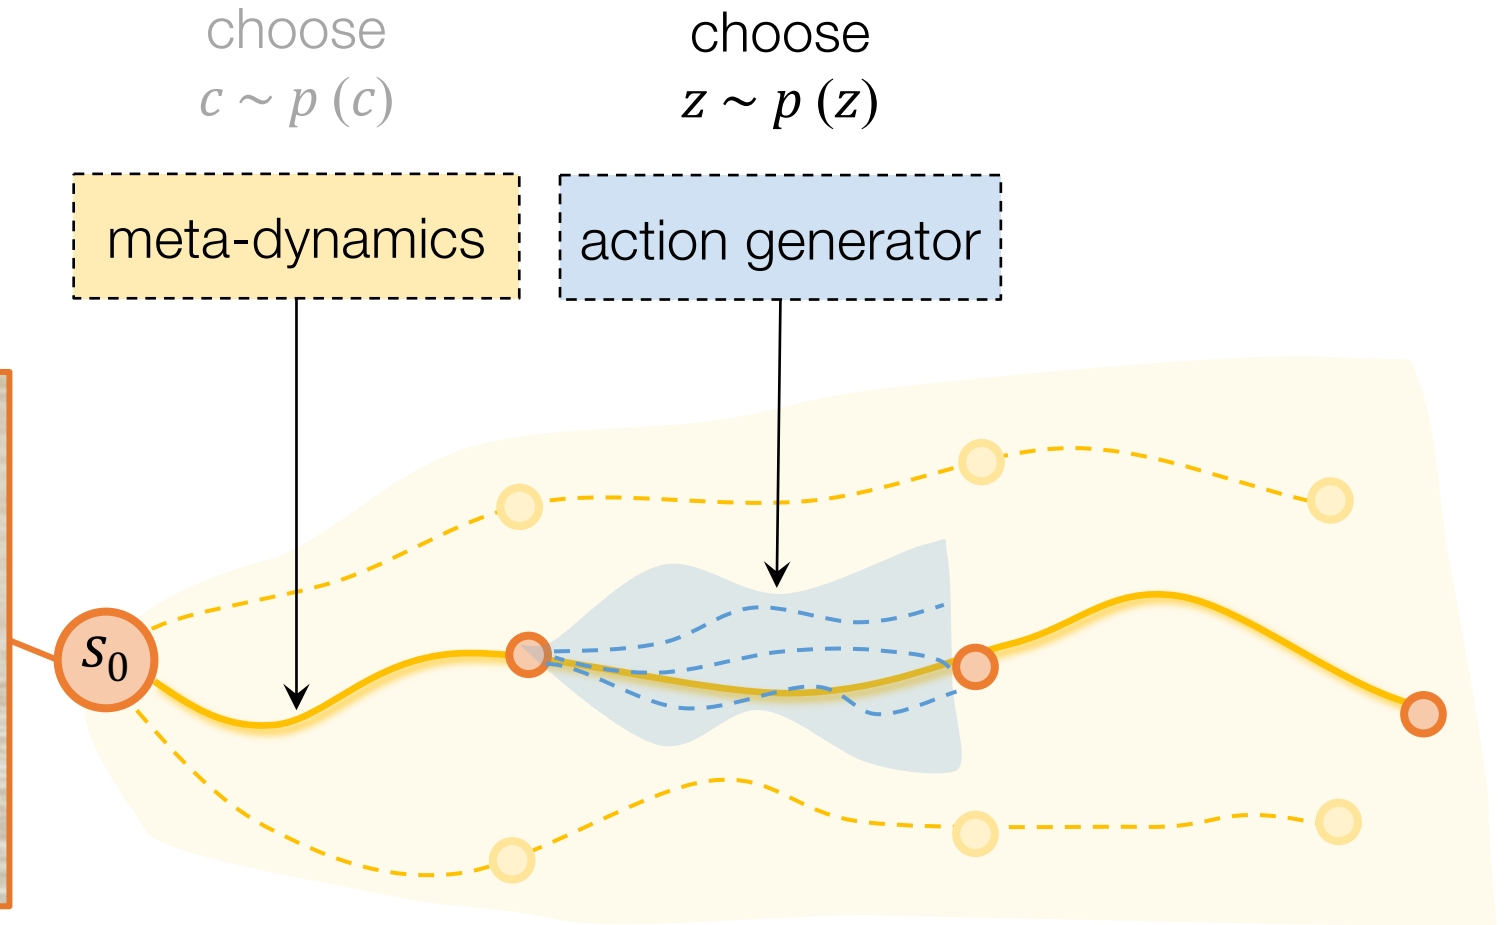 choose
c ~ p (c)
choose
z ~ p (z)
meta-dynamics
action generator
s₀